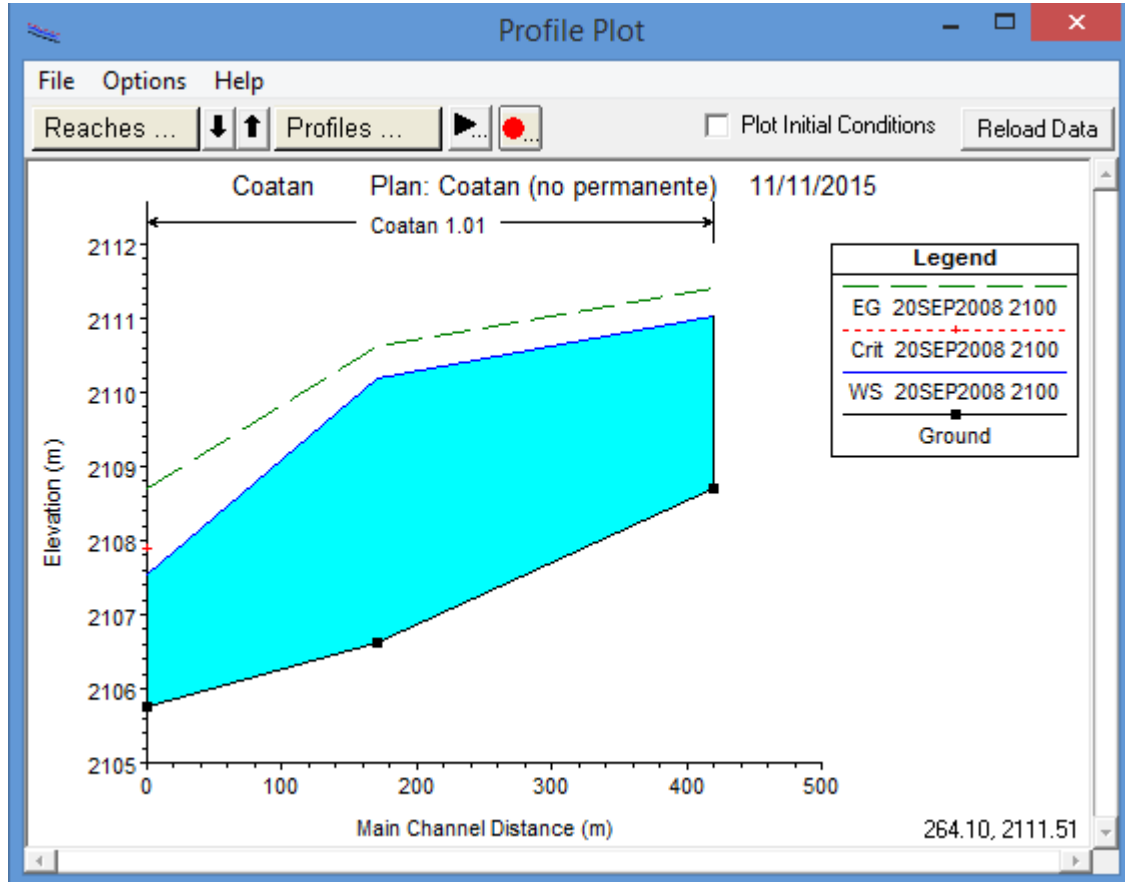 Profile Plot
File Options Help
Reaches ... Profiles ... ... ... Plot Initial Conditions Reload Data
Coatan Plan: Coatan (no permanente) 11/11/2015
Coatan 1.01
2112
2111
2110
2109
2108
2107
2106
2105
Elevation (m)
0 100 200 300 400 500
Main Channel Distance (m)
Legend
EG 20SEP2008 2100
Crit 20SEP2008 2100
WS 20SEP2008 2100
Ground
264.10, 2111.51